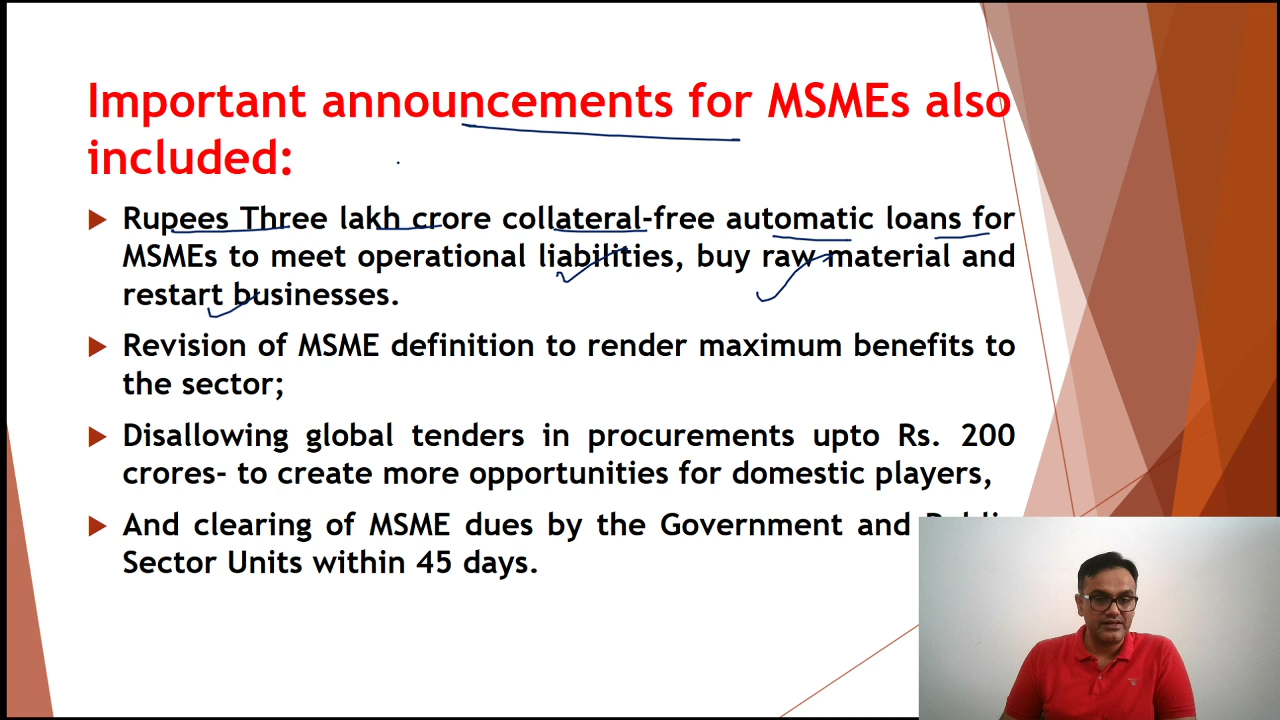 Important announcements for MSMEs also
included:
Rupees Three lakh crore collateral-free automatic loans for
MSMEs to meet operational liabilities, buy raw material and
restart businesses.
Revision of MSME definition to render maximum benefits to
the sector;
Disallowing global tenders in procurements upto Rs. 200
crores- to create more opportunities for domestic players,
And clearing of MSME dues by the Government and
Sector Units within 45 days.